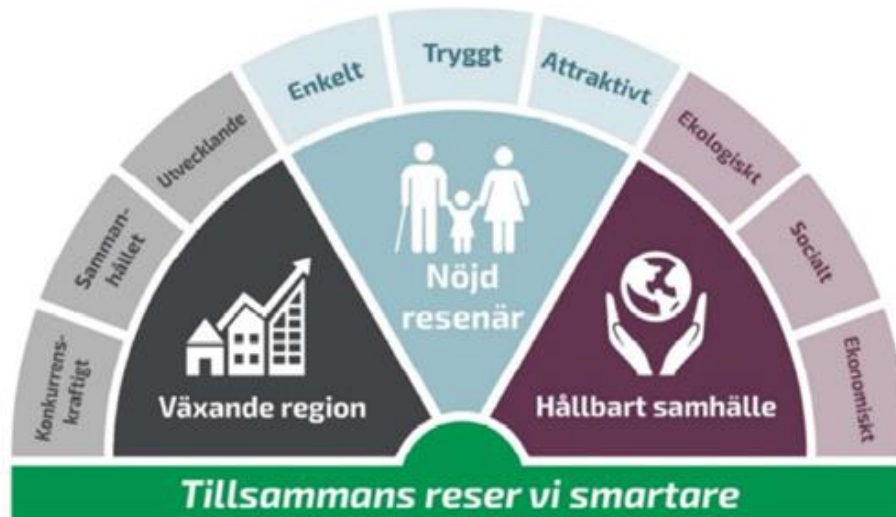 Konkurrens-
kraftigt
Samman-
hållet
Utvecklande
Enkelt
Tryggt
Attraktivt
Ekologiskt
Socialt
Ekonomiskt
Växande region
Nöjd
resenär
Hållbart samhälle
Tillsammans reser vi smartare